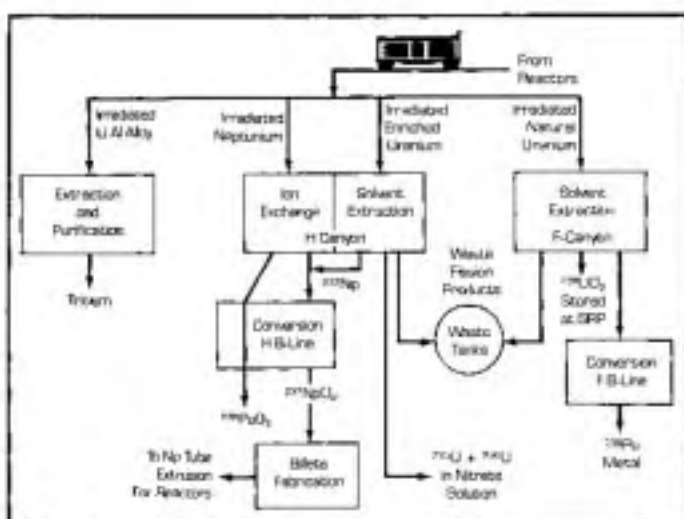 From
Reactors
Irradiated
Li Al Alloy
Irradiated
Neptunium
Irradiated
Enriched
Uranium
Irradiated
Natural
Uranium
Extraction
and
Purification
Ion
Exchange
Solvent
Extraction
H Canyon
Solvent
Extraction
F-Canyon
Tritium
Waste
Fission
Products
Stored
at SRP
Conversion
H B-Line
Waste
Tanks
Conversion
F B-Line
Billets
Fabrication
To Np Tube
Extrusion
For Reactors
in Nitrate
Solution
Metal